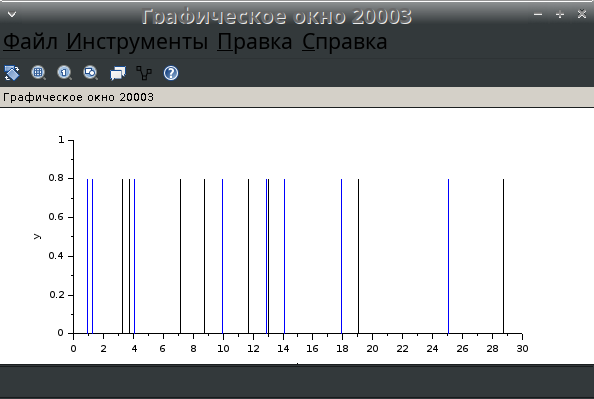 Графическое окно 20003
Файл Инструменты Правка Справка
Графическое окно 20003
1
0.8
0.6
0.4
0.2
0
y
0 2 4 6 8 10 12 14 16 18 20 22 24 26 28 30